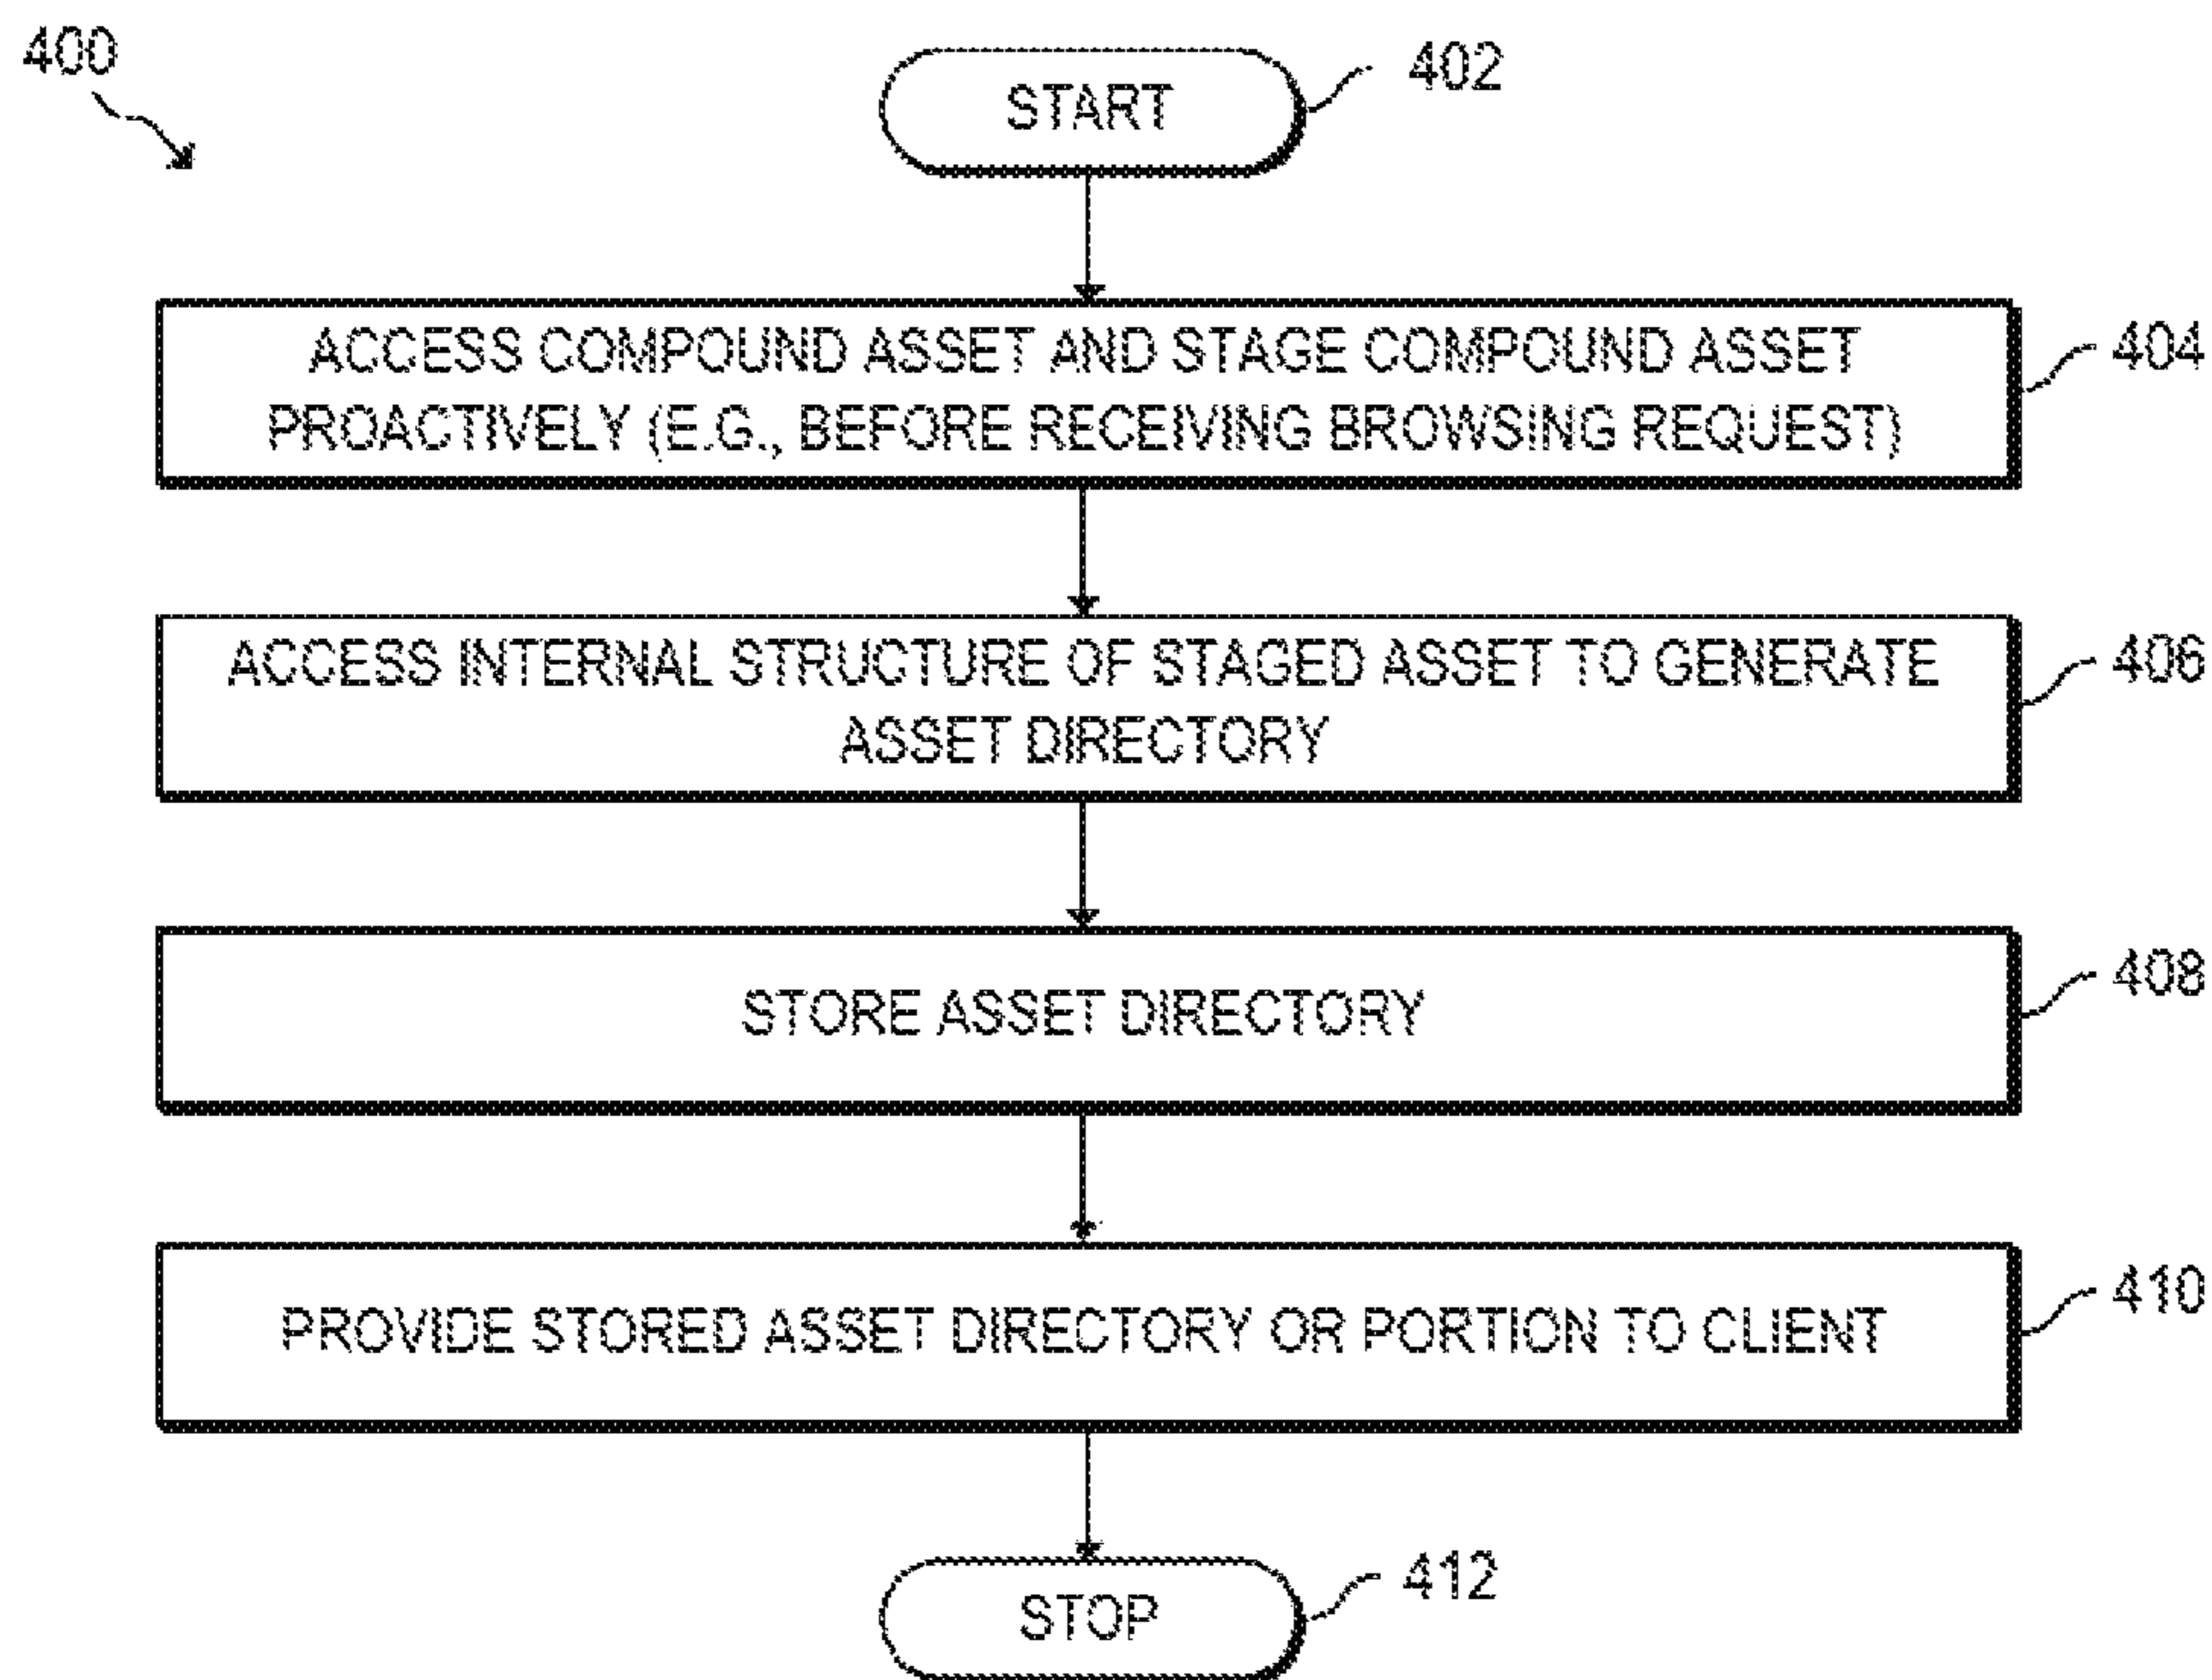 400
START
402
ACCESS COMPOUND ASSET AND STAGE COMPOUND ASSET
PROACTIVELY (E.G., BEFORE RECEIVING BROWSING REQUEST)
404
ACCESS INTERNAL STRUCTURE OF STAGED ASSET TO GENERATE
ASSET DIRECTORY
406
STORE ASSET DIRECTORY
408
PROVIDE STORED ASSET DIRECTORY OR PORTION TO CLIENT
410
STOP
412